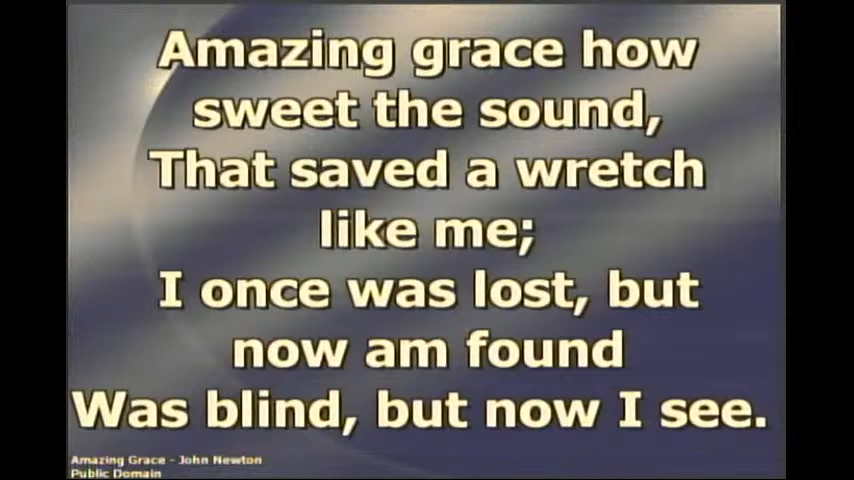 Amazing grace how
sweet the sound,
That saved a wretch
like me;
I once was lost, but
now am found
Was blind, but now I see.
Amazing Grace - John Newton
Public Domain